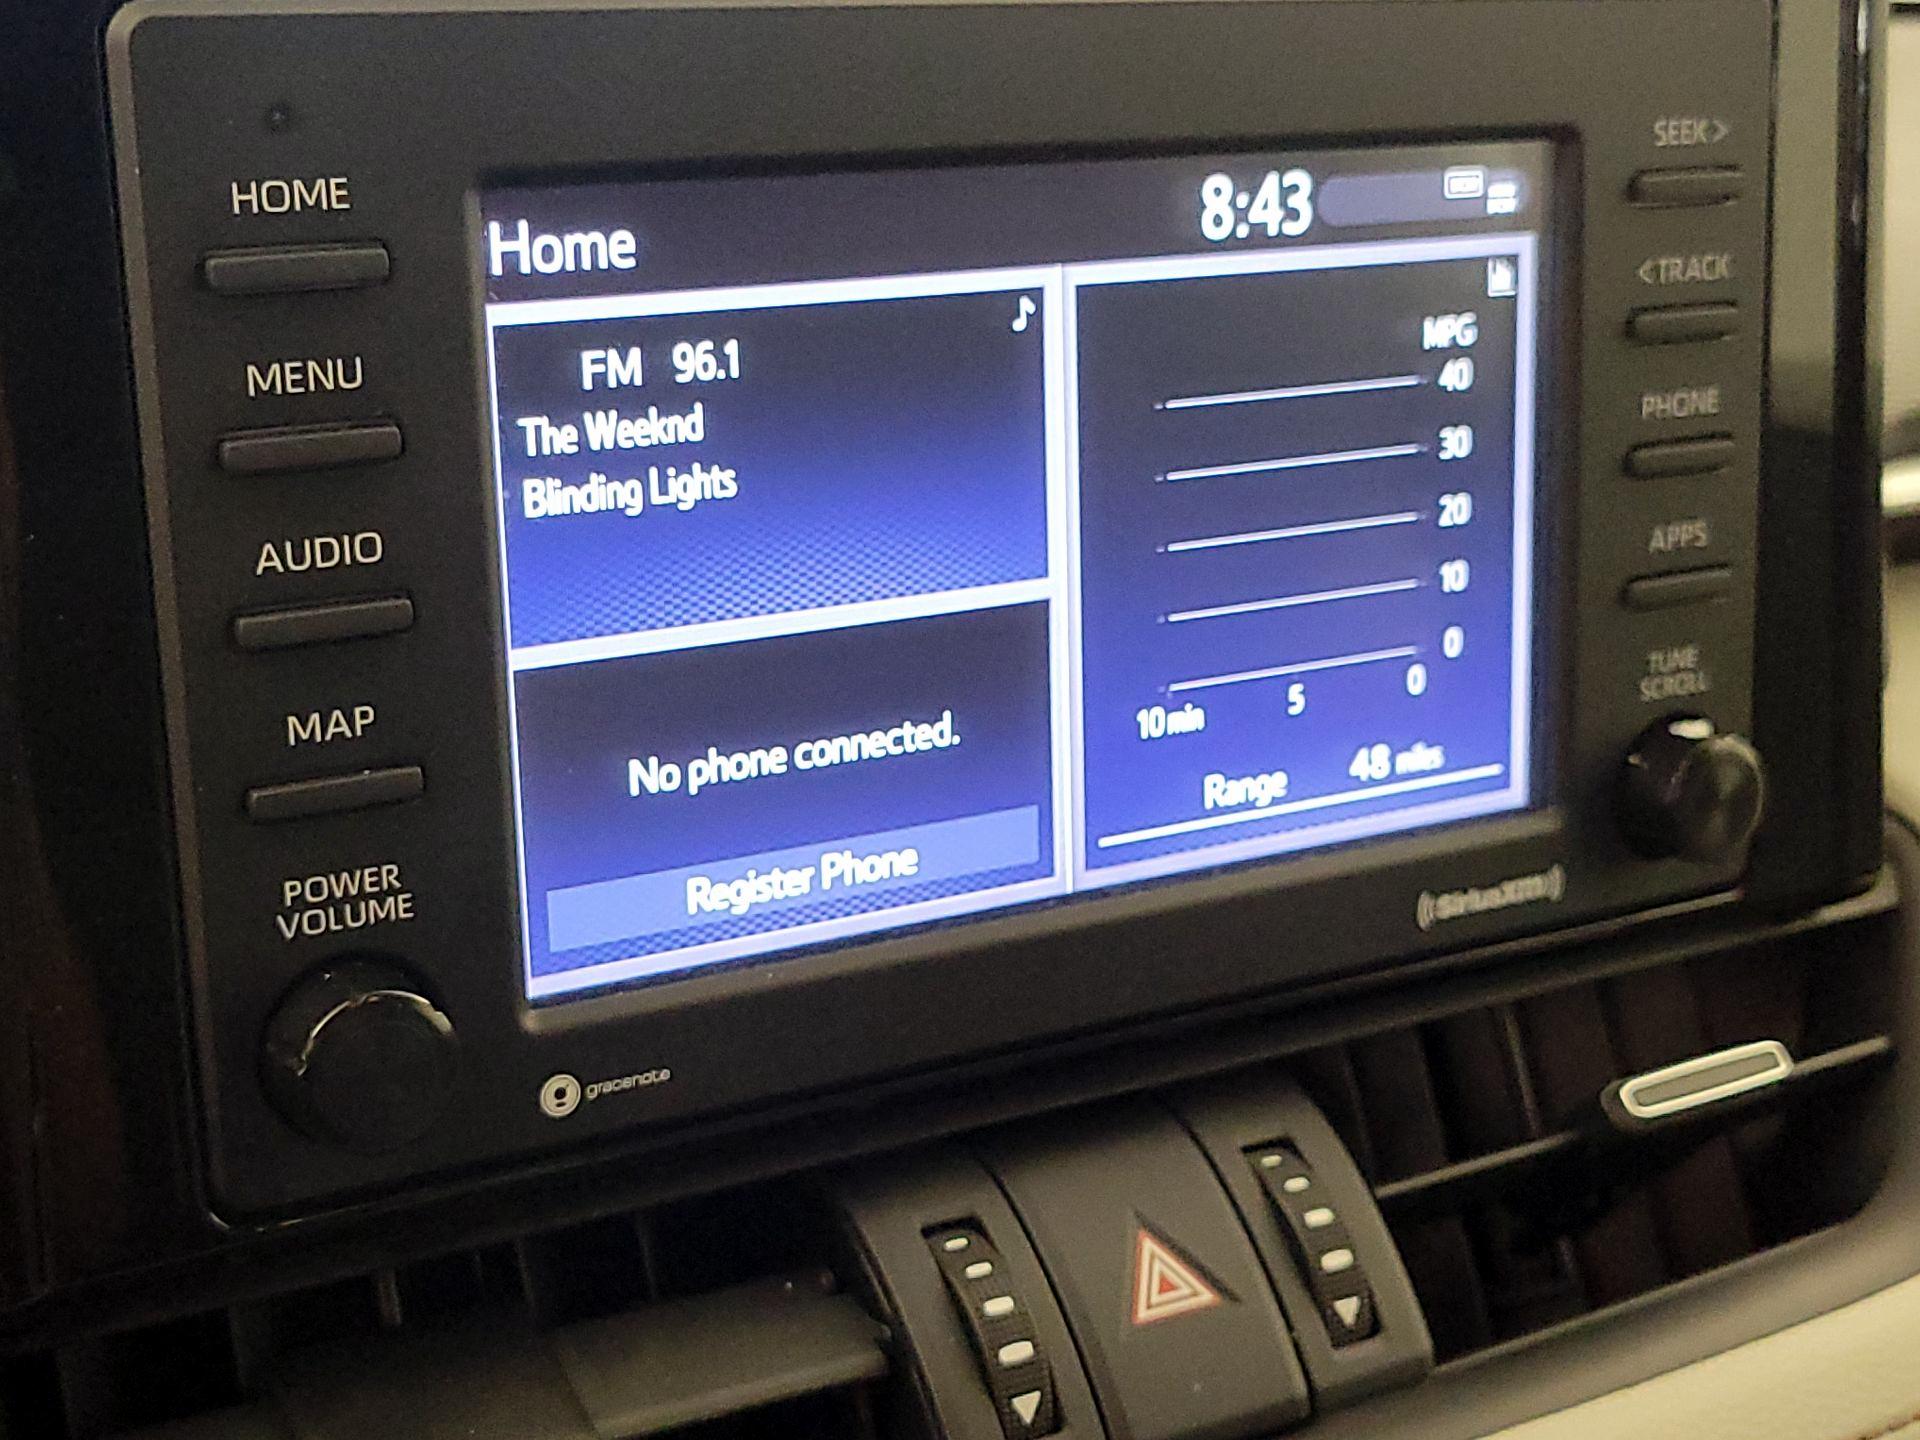 HOME
MENU
AUDIO
MAP
POWER
VOLUME
Home
8:43
FM 96.1
The Weeknd
Blinding Lights
No phone connected.
Register Phone
MPG
40
30
20
10
0
10 min 5 0
Range 48 miles
SEEK>
<TRACK
PHONE
APPS
TUNE
SCROLL
((SiriusXM))
gracenote